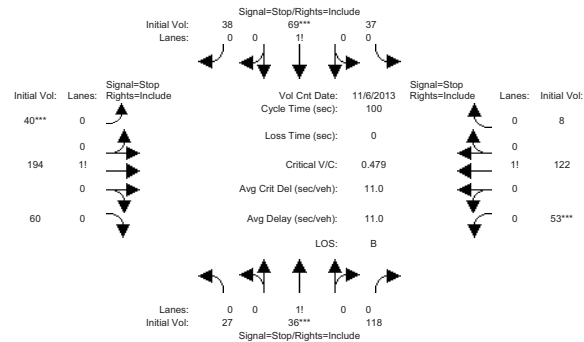 Signal=Stop/Rights=Include
Initial Vol: 38 69*** 37
Lanes: 0 0 1! 0 0
Signal=Stop Signal=Stop
Initial Vol: Lanes: Rights=Include Vol Cnt Date: 11/6/2013 Rights=Include Lanes: Initial Vol:
Cycle Time (sec): 100
40*** 0 0 8
Loss Time (sec): 0
0 0
194 1! Critical V/C: 0.479 1! 122
0 Avg Crit Del (sec/veh): 11.0 0
60 0 Avg Delay (sec/veh): 11.0 0 53***
LOS: B
Lanes: 0 0 1! 0 0
Initial Vol: 27 36*** 118
Signal=Stop/Rights=Include